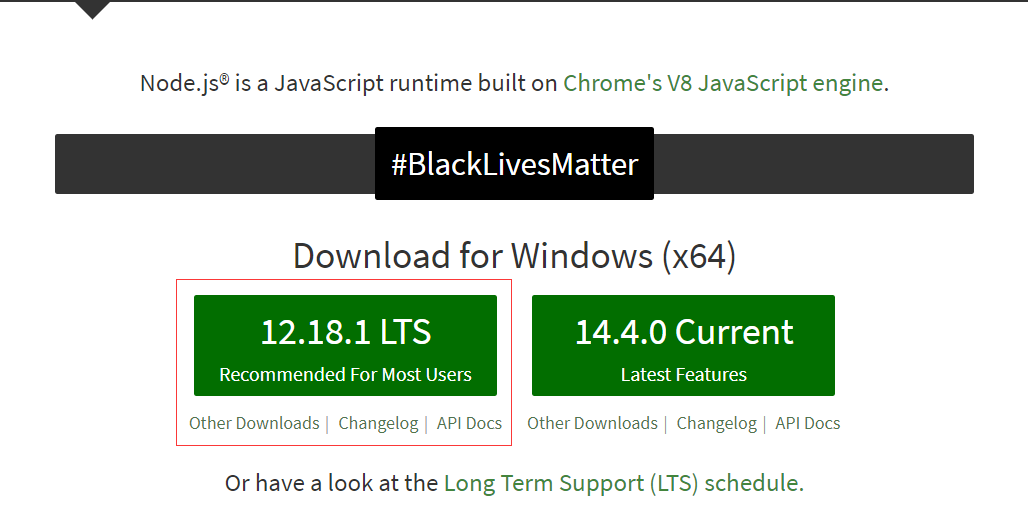 Node.js® is a JavaScript runtime built on Chrome's V8 JavaScript engine.
#BlackLivesMatter
Download for Windows (x64)
12.18.1 LTS
Recommended For Most Users
Other Downloads | Changelog | API Docs
14.4.0 Current
Latest Features
Other Downloads | Changelog | API Docs
Or have a look at the Long Term Support (LTS) schedule.